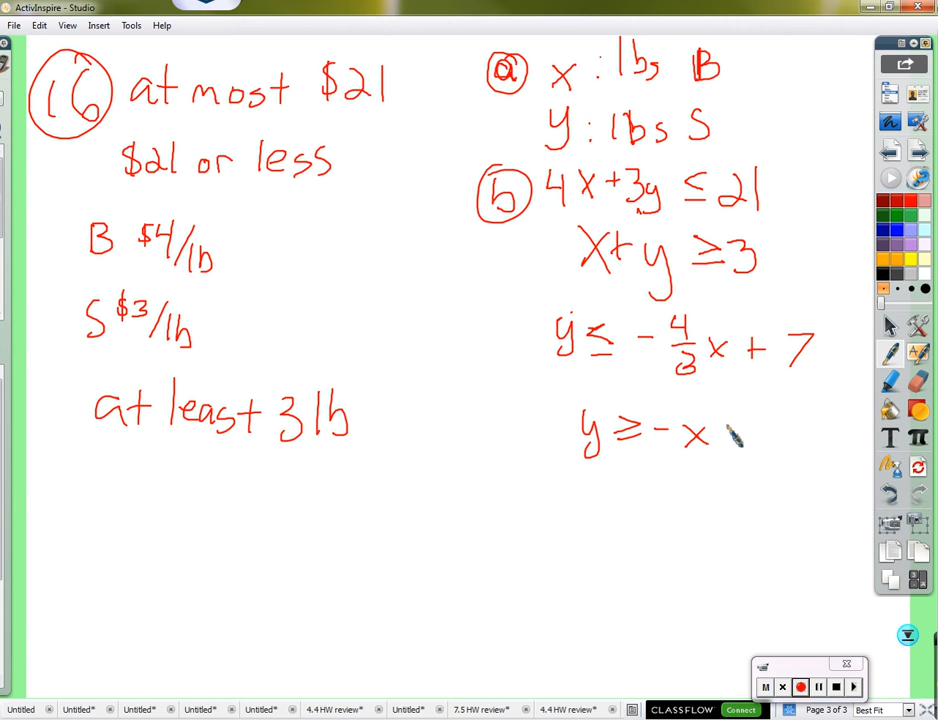 ActivInspire - Studio
File Edit View Insert Tools Help
16 at most $21
$21 or less
B $4/lb
S $3/lb
at least 3 lb
a x : lbs B
y : lbs S
b 4x+3y ≤ 21
x+y ≥3
y ≤ - 4/3 x + 7
y ≥ - x
Untitled Untitled* Untitled* Untitled* Untitled* 4.4 HW review* Untitled* 7.5 HW review* 4.4 HW review* CLASSFLOW Connect Page 3 of 3 Best Fit